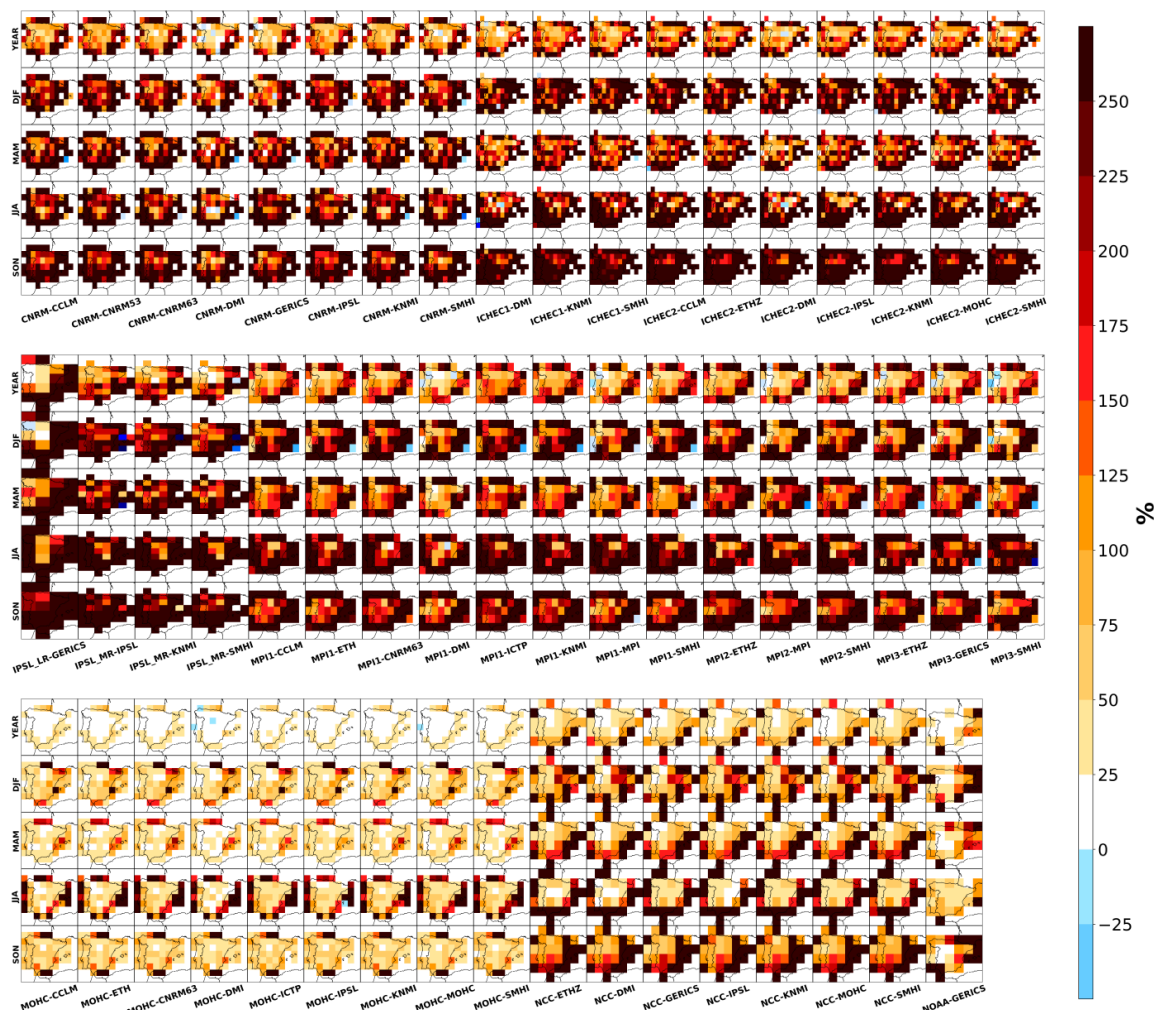 YEAR
DJF
MAM
JJA
SON
CNRM-CCLM CNRM-CNRM53 CNRM-CNRM63 CNRM-DMI CNRM-GERICS CNRM-IPSL CNRM-KNMI CNRM-SMHI ICHEC1-DMI ICHEC1-KNMI ICHEC1-SMHI ICHEC2-CCLM ICHEC2-ETHZ ICHEC2-DMI ICHEC2-IPSL ICHEC2-KNMI ICHEC2-MOHC ICHEC2-SMHI
YEAR
DJF
MAM
JJA
SON
IPSL_LR-GERICS IPSL_MR-IPSL IPSL_MR-KNMI IPSL_MR-SMHI MPI1-CCLM MPI1-ETH MPI1-CNRM63 MPI1-DMI MPI1-ICTP MPI1-KNMI MPI1-MPI MPI1-SMHI MPI2-ETHZ MPI2-MPI MPI2-SMHI MPI3-ETHZ MPI3-GERICS MPI3-SMHI
YEAR
DJF
MAM
JJA
SON
MOHC-CCLM MOHC-ETH MOHC-CNRM63 MOHC-DMI MOHC-ICTP MOHC-IPSL MOHC-KNMI MOHC-MOHC MOHC-SMHI NCC-ETHZ NCC-DMI NCC-GERICS NCC-IPSL NCC-KNMI NCC-MOHC NCC-SMHI NOAA-GERICS
250
225
200
175
150
125
100
75
50
25
0
−25
%